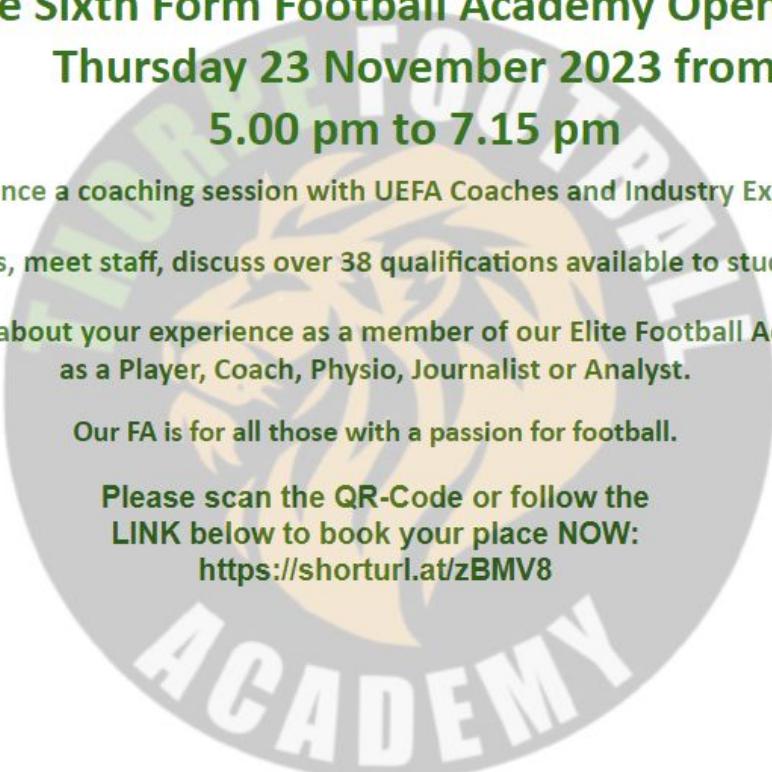 e Sixth Form Football Academy Open
Thursday 23 November 2023 from
5.00 pm to 7.15 pm
nce a coaching session with UEFA Coaches and Industry Ex
s, meet staff, discuss over 38 qualifications available to stu
about your experience as a member of our Elite Football A
as a Player, Coach, Physio, Journalist or Analyst.
Our FA is for all those with a passion for football.
Please scan the QR-Code or follow the
LINK below to book your place NOW:
https://shorturl.at/zBMV8
THORPE FOOTBALL
ACADEMY